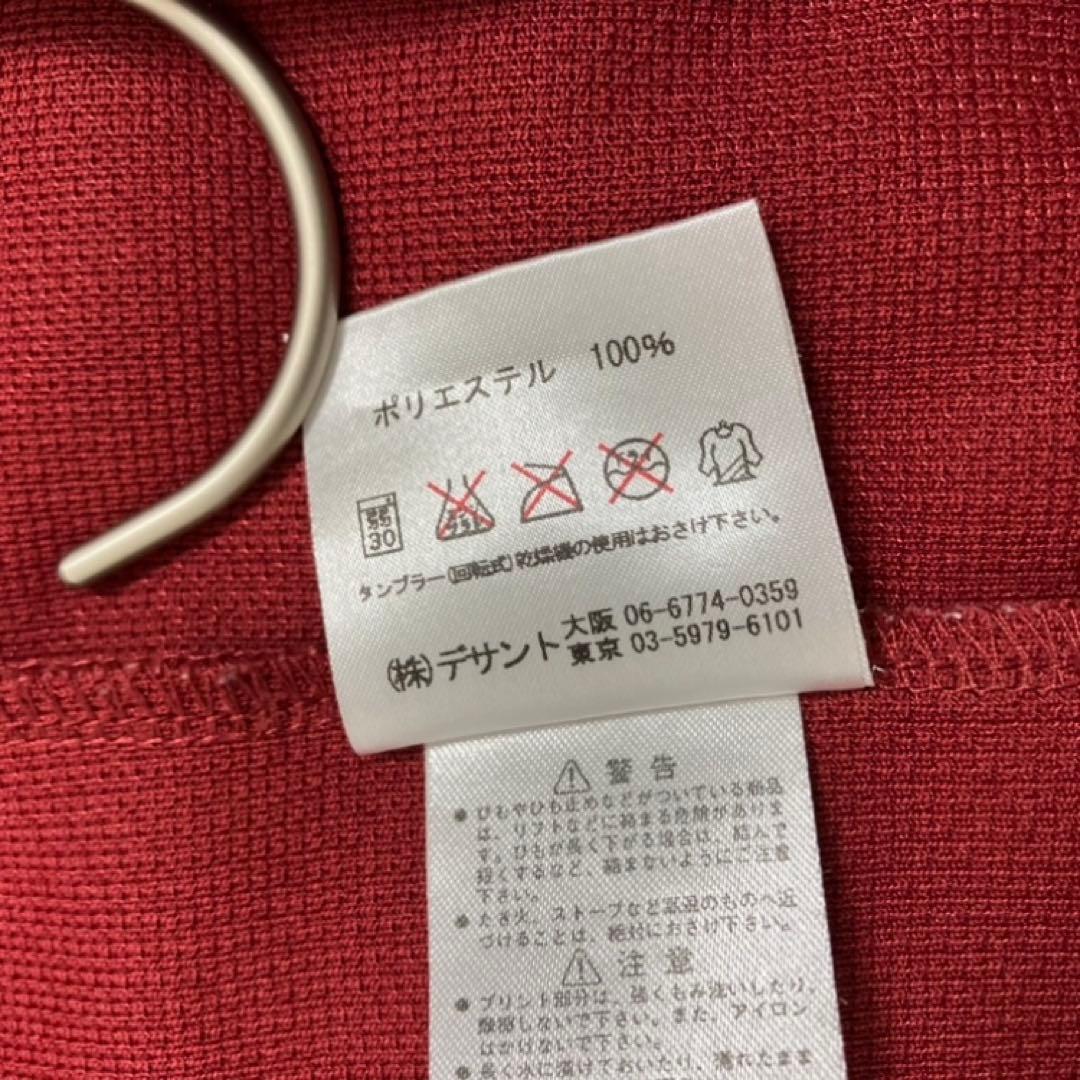 ポリエステル 100%
弱
30
エンソサラシ
タンブラー(回転式)乾燥機の使用はおさけ下さい。
(株)デサント
大阪 06-6774-0359
東京 03-5979-6101
警告
●ひもやひも止めなどがついている商品
は、リフトなどに絡まる危険がありま
す。ひもが長く下がる場合は、結んで
短くするなど、絡まないようにご注意
下さい。
●たき火、ストーブなど高温のものへ近
づけることは、絶対におさけ下さい。
注意
●プリント部分は、強くもみ洗いしたり、
摩擦しないで下さい。また、アイロン
はかけないで下さい。
●長く水に漬けておいたり、濡れたまま